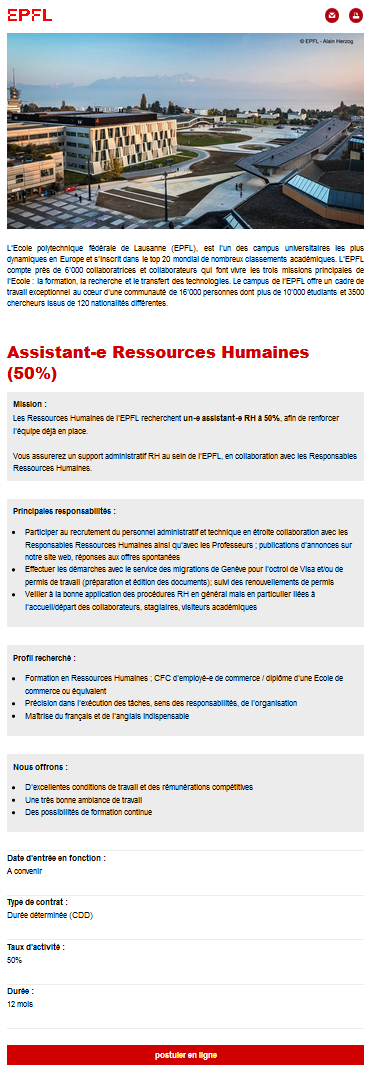 EPFL
© EPFL - Alain Herzog
L'Ecole polytechnique fédérale de Lausanne (EPFL), est l'un des campus universitaires les plus
dynamiques en Europe et s'inscrit dans le top 20 mondial de nombreux classements académiques. L'EPFL
compte près de 6'000 collaboratrices et collaborateurs qui font vivre les trois missions principales de
l'Ecole : la formation, la recherche et le transfert des technologies. Le campus de l'EPFL offre un cadre de
travail exceptionnel au cœur d'une communauté de 16'000 personnes dont plus de 10'000 étudiants et 3500
chercheurs issus de 120 nationalités différentes.
Assistant-e Ressources Humaines
(50%)
Mission :
Les Ressources Humaines de l'EPFL recherchent un-e assistant-e RH à 50%, afin de renforcer
l'équipe déjà en place.
Vous assurerez un support administratif RH au sein de l'EPFL, en collaboration avec les Responsables
Ressources Humaines.
Principales responsabilités :
• Participer au recrutement du personnel administratif et technique en étroite collaboration avec les
Responsables Ressources Humaines ainsi qu'avec les Professeurs ; publications d'annonces sur
notre site web, réponses aux offres spontanées
• Effectuer les démarches avec le service des migrations de Genève pour l'octroi de Visa et/ou de
permis de travail (préparation et édition des documents); suivi des renouvellements de permis
• Veiller à la bonne application des procédures RH en général mais en particulier liées à
l'accueil/départ des collaborateurs, stagiaires, visiteurs académiques
Profil recherché :
• Formation en Ressources Humaines ; CFC d'employé-e de commerce / diplôme d'une Ecole de
commerce ou équivalent
• Précision dans l'exécution des tâches, sens des responsabilités, de l'organisation
• Maîtrise du français et de l'anglais indispensable
Nous offrons :
• D'excellentes conditions de travail et des rémunérations compétitives
• Une très bonne ambiance de travail
• Des possibilités de formation continue
Date d'entrée en fonction :
A convenir
Type de contrat :
Durée déterminée (CDD)
Taux d'activité :
50%
Durée :
12 mois
postuler en ligne